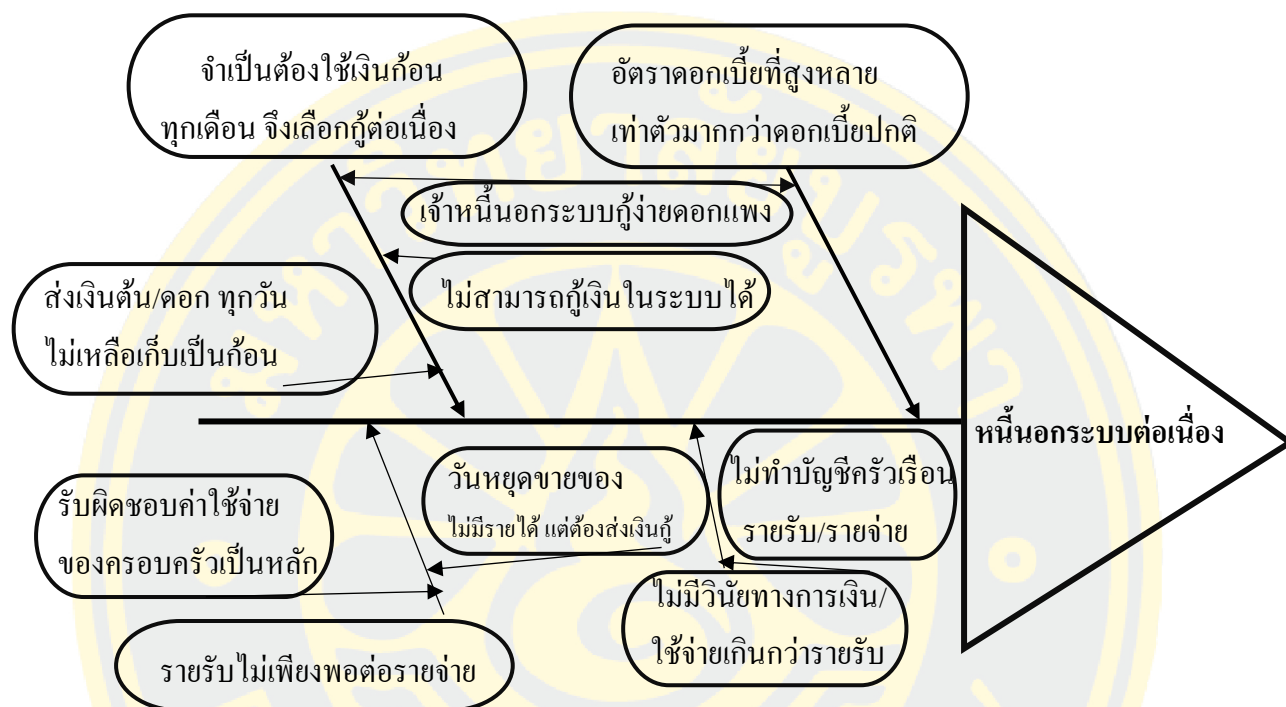 จำเป็นต้องใช้เงินก้อน
ทุกเดือน จึงเลือกกู้ต่อเนื่อง
อัตราดอกเบี้ยที่สูงหลาย
เท่าตัวมากกว่าดอกเบี้ยปกติ
เจ้าหนี้นอกระบบกู้ง่ายดอกแพง
ไม่สามารถกู้เงินในระบบได้
ส่งเงินต้น/ดอก ทุกวัน
ไม่เหลือเก็บเป็นก้อน
หนี้นอกระบบต่อเนื่อง
รับผิดชอบค่าใช้จ่าย
ของครอบครัวเป็นหลัก
วันหยุดขายของ
ไม่มีรายได้ แต่ต้องส่งเงินกู้
ไม่ทำบัญชีครัวเรือน
รายรับ/รายจ่าย
รายรับไม่เพียงพอต่อรายจ่าย
ไม่มีวินัยทางการเงิน/
ใช้จ่ายเกินกว่ารายรับ